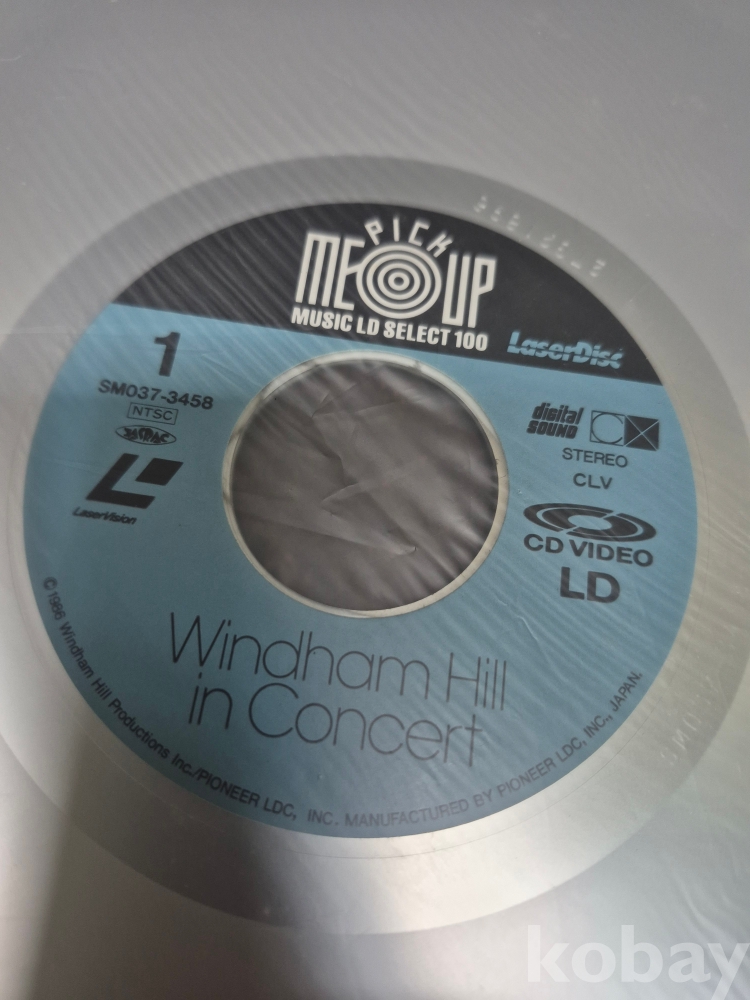 PICK
ME UP
MUSIC LD SELECT 100
LaserDisc
1
SM037-3458
NTSC
JASRAC
LaserVision
digital
SOUND
STEREO
CLV
CD VIDEO
LD
Windham Hill
in Concert
©1986 Windham Hill Productions Inc./PIONEER LDC, INC. MANUFACTURED BY PIONEER LDC, INC., JAPAN.
kobay